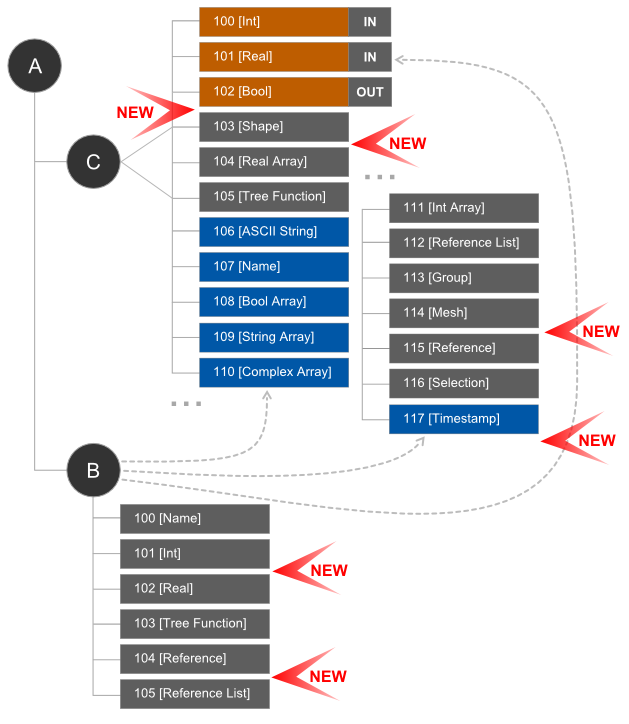 A
C
B
100 [Int] IN
101 [Real] IN
102 [Bool] OUT
NEW
103 [Shape]
NEW
104 [Real Array]
105 [Tree Function]
106 [ASCII String]
107 [Name]
108 [Bool Array]
109 [String Array]
110 [Complex Array]
...
...
111 [Int Array]
112 [Reference List]
113 [Group]
114 [Mesh]
NEW
115 [Reference]
116 [Selection]
117 [Timestamp]
NEW
100 [Name]
101 [Int]
NEW
102 [Real]
103 [Tree Function]
104 [Reference]
NEW
105 [Reference List]